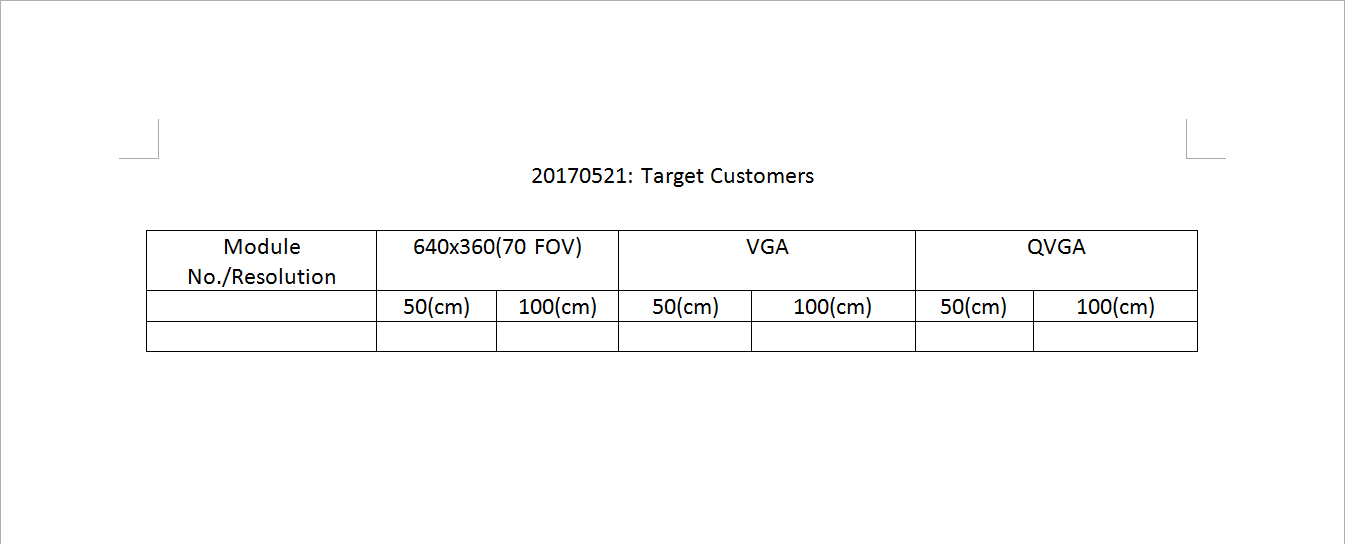 20170521: Target Customers
Module 640x360(70 FOV) VGA QVGA
No./Resolution
50(cm) 100(cm) 50(cm) 100(cm) 50(cm) 100(cm)